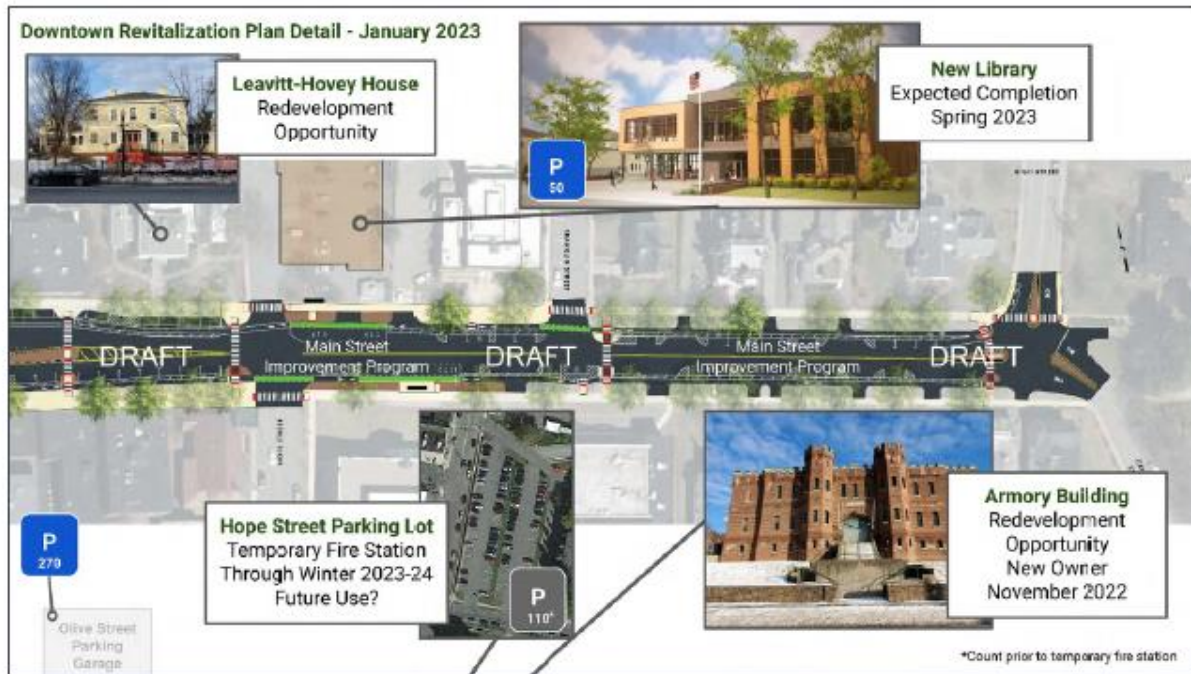 Downtown Revitalization Plan Detail - January 2023
Leavitt-Hovey House
Redevelopment
Opportunity
New Library
Expected Completion
Spring 2023
P
50
DRAFT
Main Street
Improvement Program
DRAFT
Main Street
Improvement Program
DRAFT
Hope Street Parking Lot
Temporary Fire Station
Through Winter 2023-24
Future Use?
P
110*
Armory Building
Redevelopment
Opportunity
New Owner
November 2022
P
270
Olive Street
Parking
Garage
*Count prior to temporary fire station